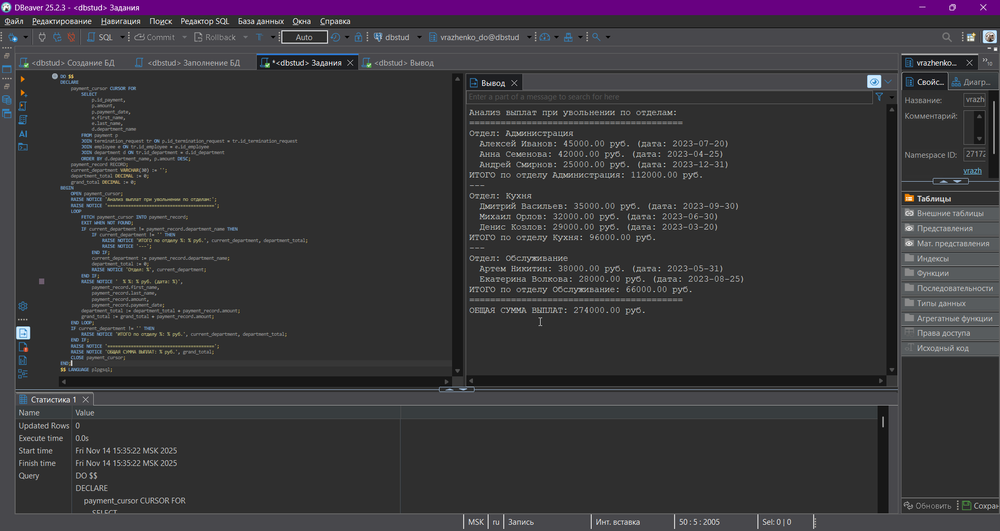 DBeaver 25.2.3 - <dbstud> Задания
Файл Редактирование Навигация Поиск Редактор SQL База данных Окна Справка
SQL Commit Rollback T Auto dbstud vrazhenko_do@dbstud
<dbstud> Создание БД <dbstud> Заполнение БД *<dbstud> Задания <dbstud> Вывод
DO $$
DECLARE
payment_cursor CURSOR FOR
SELECT
p.id_payment,
p.amount,
p.payment_date,
e.first_name,
e.last_name,
d.department_name
FROM payment p
JOIN termination_request tr ON p.id_termination_request = tr.id_termination_request
JOIN employee e ON tr.id_employee = e.id_employee
JOIN department d ON tr.id_department = d.id_department
ORDER BY d.department_name, p.amount DESC;
payment_record RECORD;
current_department VARCHAR(30) := '';
department_total DECIMAL := 0;
grand_total DECIMAL := 0;
BEGIN
OPEN payment_cursor;
RAISE NOTICE 'Анализ выплат при увольнении по отделам:';
RAISE NOTICE '=========================================';
LOOP
FETCH payment_cursor INTO payment_record;
EXIT WHEN NOT FOUND;
IF current_department != payment_record.department_name THEN
IF current_department != '' THEN
RAISE NOTICE 'ИТОГО по отделу %: % руб.', current_department, department_total;
RAISE NOTICE '---';
END IF;
current_department := payment_record.department_name;
department_total := 0;
RAISE NOTICE 'Отдел: %', current_department;
END IF;
RAISE NOTICE '  % %: % руб. (дата: %)',
payment_record.first_name,
payment_record.last_name,
payment_record.amount,
payment_record.payment_date;
department_total := department_total + payment_record.amount;
grand_total := grand_total + payment_record.amount;
END LOOP;
IF current_department != '' THEN
RAISE NOTICE 'ИТОГО по отделу %: % руб.', current_department, department_total;
END IF;
RAISE NOTICE '=========================================';
RAISE NOTICE 'ОБЩАЯ СУММА ВЫПЛАТ: % руб.', grand_total;
CLOSE payment_cursor;
END;
$$ LANGUAGE plpgsql;
AI
Вывод
Enter a part of a message to search for here
Анализ выплат при увольнении по отделам:
=========================================
Отдел: Администрация
Алексей Иванов: 45000.00 руб. (дата: 2023-07-20)
Анна Семенова: 42000.00 руб. (дата: 2023-04-25)
Андрей Смирнов: 25000.00 руб. (дата: 2023-12-31)
ИТОГО по отделу Администрация: 112000.00 руб.
---
Отдел: Кухня
Дмитрий Васильев: 35000.00 руб. (дата: 2023-09-30)
Михаил Орлов: 32000.00 руб. (дата: 2023-06-30)
Денис Козлов: 29000.00 руб. (дата: 2023-03-20)
ИТОГО по отделу Кухня: 96000.00 руб.
---
Отдел: Обслуживание
Артем Никитин: 38000.00 руб. (дата: 2023-05-31)
Екатерина Волкова: 28000.00 руб. (дата: 2023-08-25)
ИТОГО по отделу Обслуживание: 66000.00 руб.
=========================================
ОБЩАЯ СУММА ВЫПЛАТ: 274000.00 руб.
vrazhenko... 10
Свойс... Диагр...
Название: vrazh
Комментарий:
Namespace ID: 27172
vrazh
Таблицы
Внешние таблицы
Представления
Мат. представления
Индексы
Функции
Последовательности
Типы данных
Агрегатные функции
Права доступа
Исходный код
Обновить Сохран
Статистика 1
Name Value
Updated Rows 0
Execute time 0.0s
Start time Fri Nov 14 15:35:22 MSK 2025
Finish time Fri Nov 14 15:35:22 MSK 2025
Query DO $$
DECLARE
payment_cursor CURSOR FOR
SELECT
MSK ru Запись Инт. вставка 50 : 5 : 2005 Sel: 0 | 0